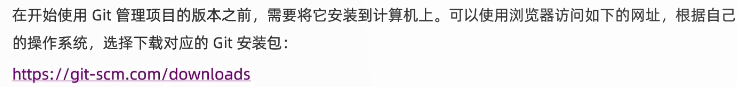 在开始使用 Git 管理项目的版本之前，需要将它安装到计算机上。可以使用浏览器访问如下的网址，根据自己
的操作系统，选择下载对应的 Git 安装包：
https://git-scm.com/downloads